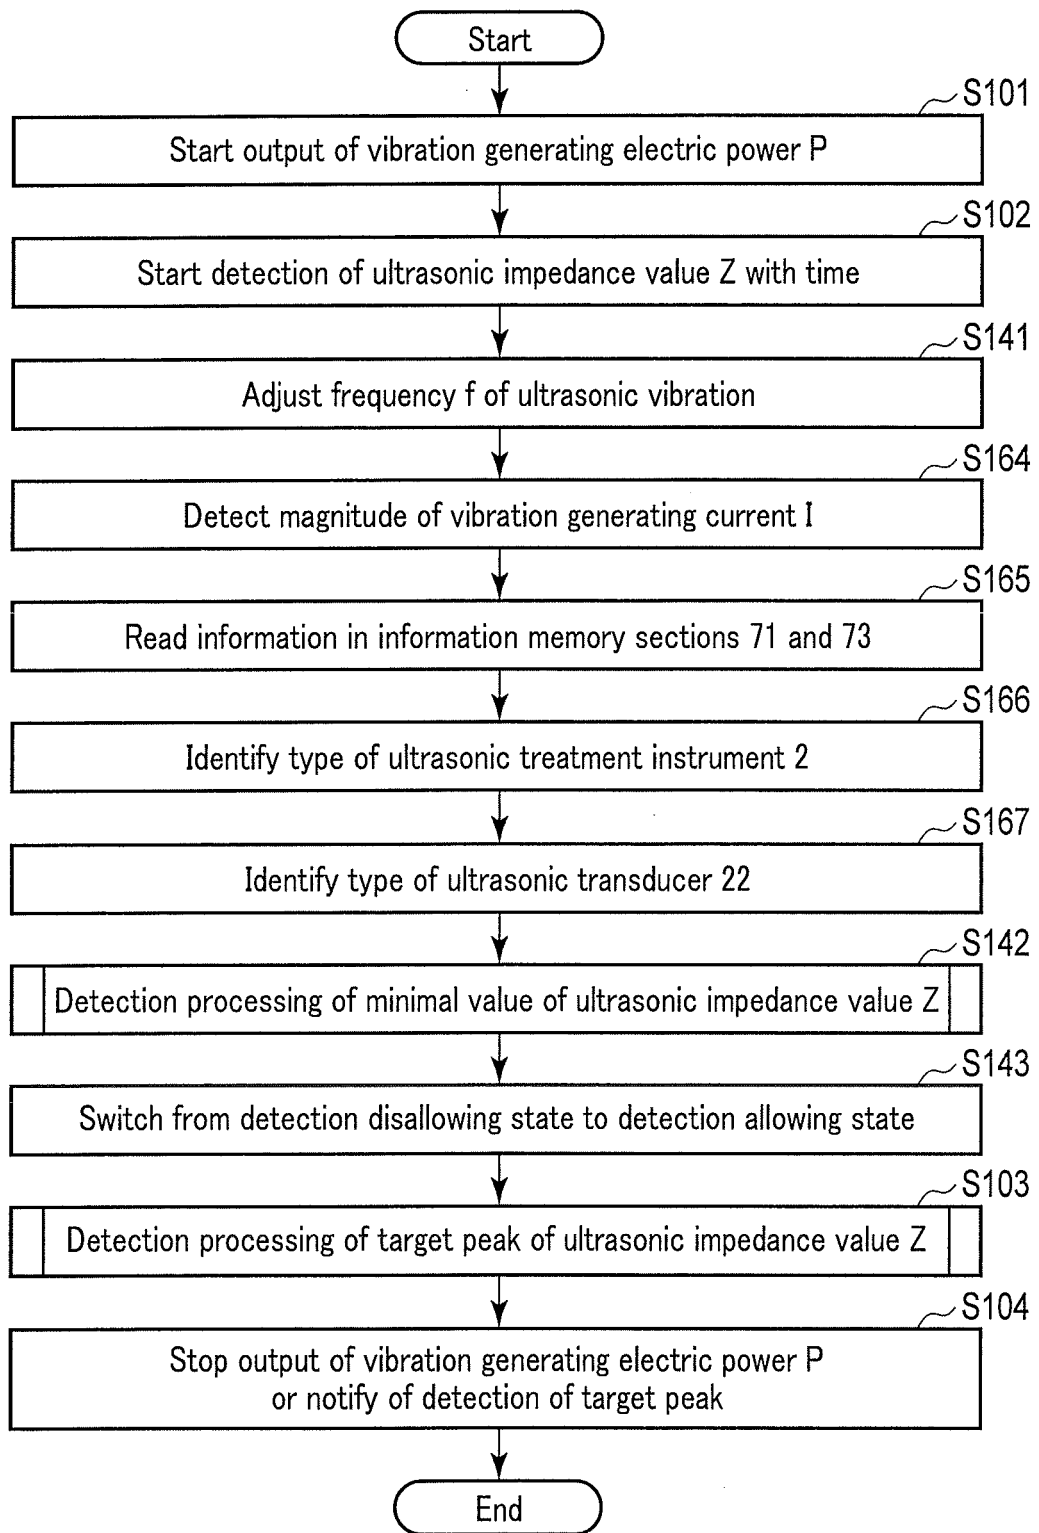 Start
S101
Start output of vibration generating electric power P
S102
Start detection of ultrasonic impedance value Z with time
S141
Adjust frequency f of ultrasonic vibration
S164
Detect magnitude of vibration generating current I
S165
Read information in information memory sections 71 and 73
S166
Identify type of ultrasonic treatment instrument 2
S167
Identify type of ultrasonic transducer 22
S142
Detection processing of minimal value of ultrasonic impedance value Z
S143
Switch from detection disallowing state to detection allowing state
S103
Detection processing of target peak of ultrasonic impedance value Z
S104
Stop output of vibration generating electric power P
or notify of detection of target peak
End